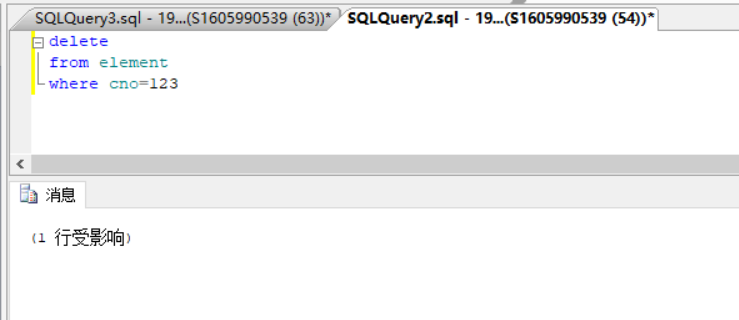 SQLQuery3.sql - 19...(S1605990539 (63))* SQLQuery2.sql - 19...(S1605990539 (54))*
delete
from element
where cno=123
消息
(1 行受影响)